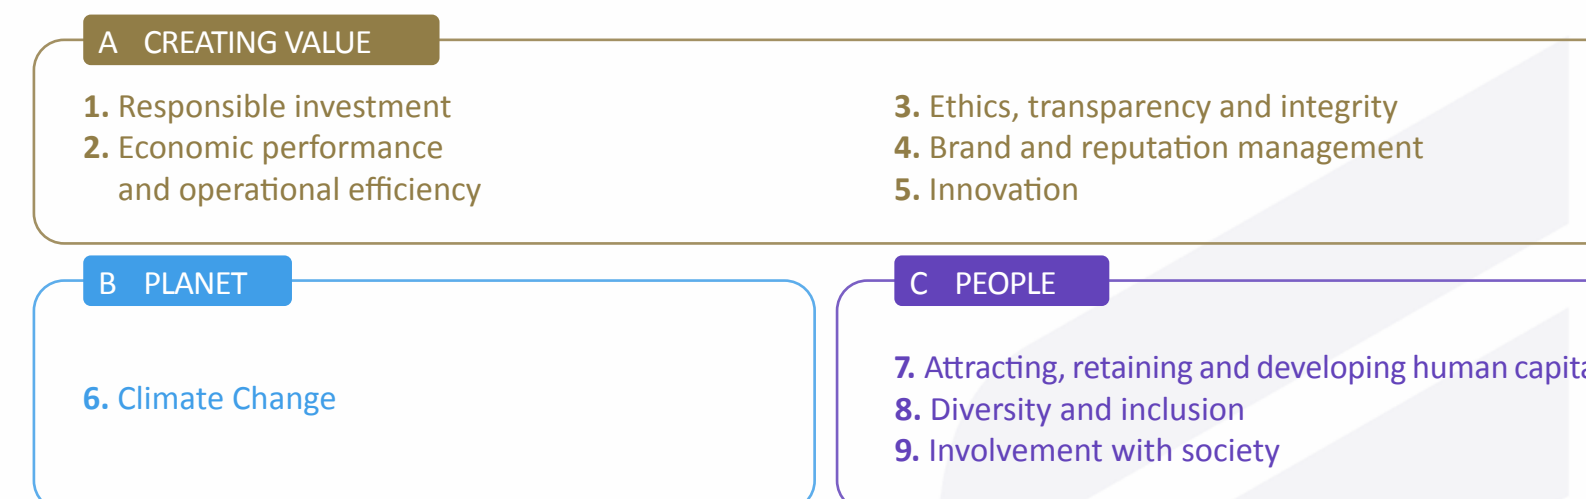 A CREATING VALUE
1. Responsible investment
2. Economic performance
and operational efficiency
3. Ethics, transparency and integrity
4. Brand and reputation management
5. Innovation
B PLANET
6. Climate Change
C PEOPLE
7. Attracting, retaining and developing human
8. Diversity and inclusion
9. Involvement with society